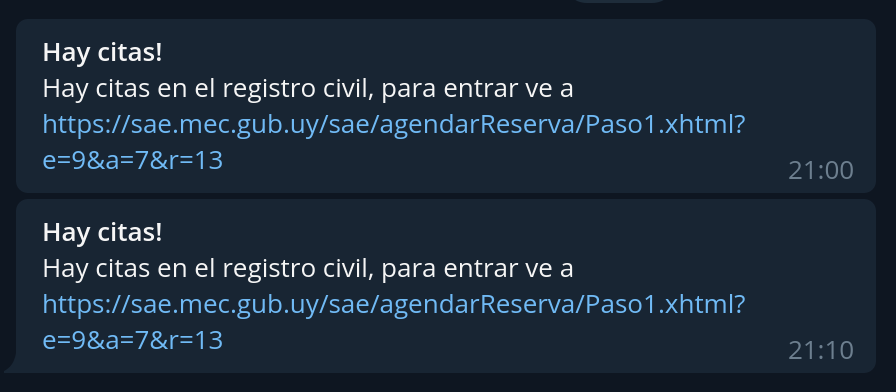 Hay citas!
Hay citas en el registro civil, para entrar ve a
https://sae.mec.gub.uy/sae/agendarReserva/Paso1.xhtml?
e=9&a=7&r=13
21:00
Hay citas!
Hay citas en el registro civil, para entrar ve a
https://sae.mec.gub.uy/sae/agendarReserva/Paso1.xhtml?
e=9&a=7&r=13
21:10